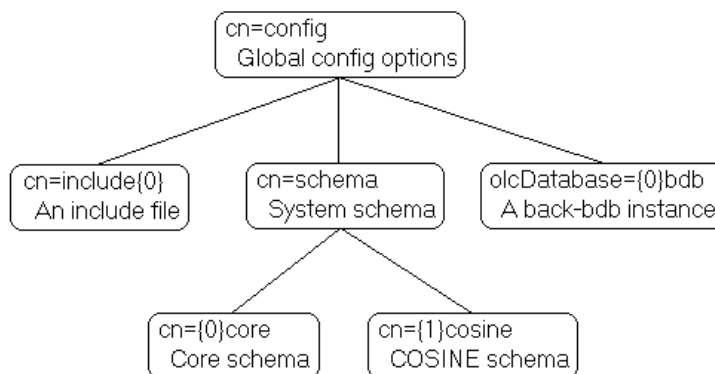 cn=config
Global config options
cn=include{0}
An include file
cn=schema
System schema
olcDatabase={0}bdb
A back-bdb instance
cn={0}core
Core schema
cn={1}cosine
COSINE schema